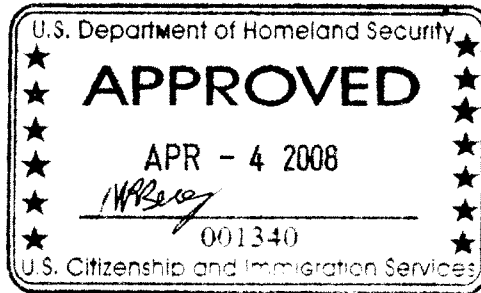 U.S. Department of Homeland Security
APPROVED
APR - 4 2008
001340
U.S. Citizenship and Immigration Services